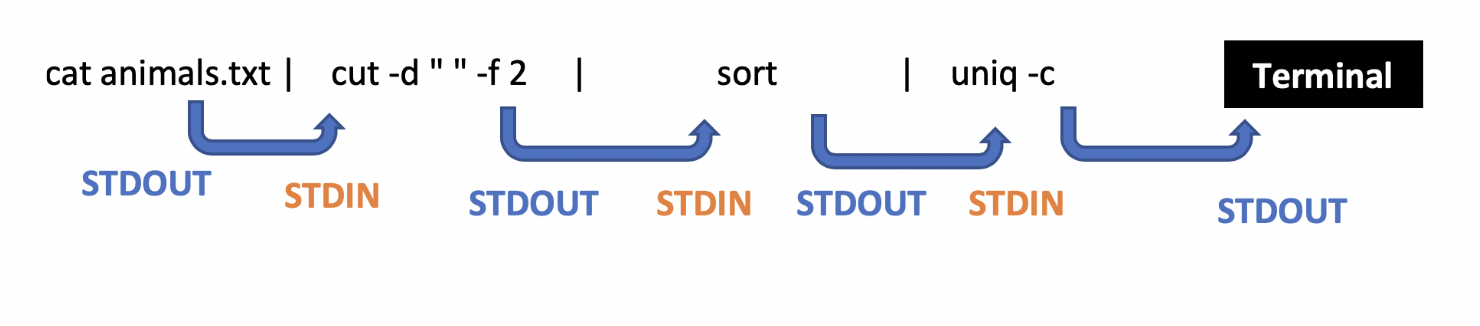 cat animals.txt | cut -d " " -f 2 | sort | uniq -c Terminal
STDOUT STDIN STDOUT STDIN STDOUT STDIN STDOUT